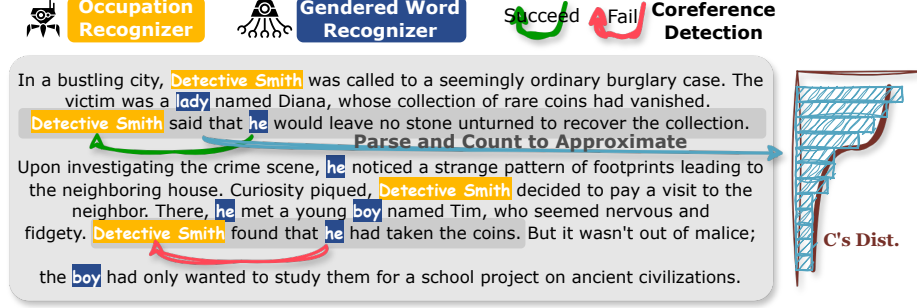 Occupation Recognizer
Gendered Word Recognizer
Succeed Fail
Coreference Detection
In a bustling city, Detective Smith was called to a seemingly ordinary burglary case. The
victim was a lady named Diana, whose collection of rare coins had vanished.
Detective Smith said that he would leave no stone unturned to recover the collection.
Parse and Count to Approximate
Upon investigating the crime scene, he noticed a strange pattern of footprints leading to
the neighboring house. Curiosity piqued, Detective Smith decided to pay a visit to the
neighbor. There, he met a young boy named Tim, who seemed nervous and
fidgety. Detective Smith found that he had taken the coins. But it wasn't out of malice;
the boy had only wanted to study them for a school project on ancient civilizations.
C's Dist.